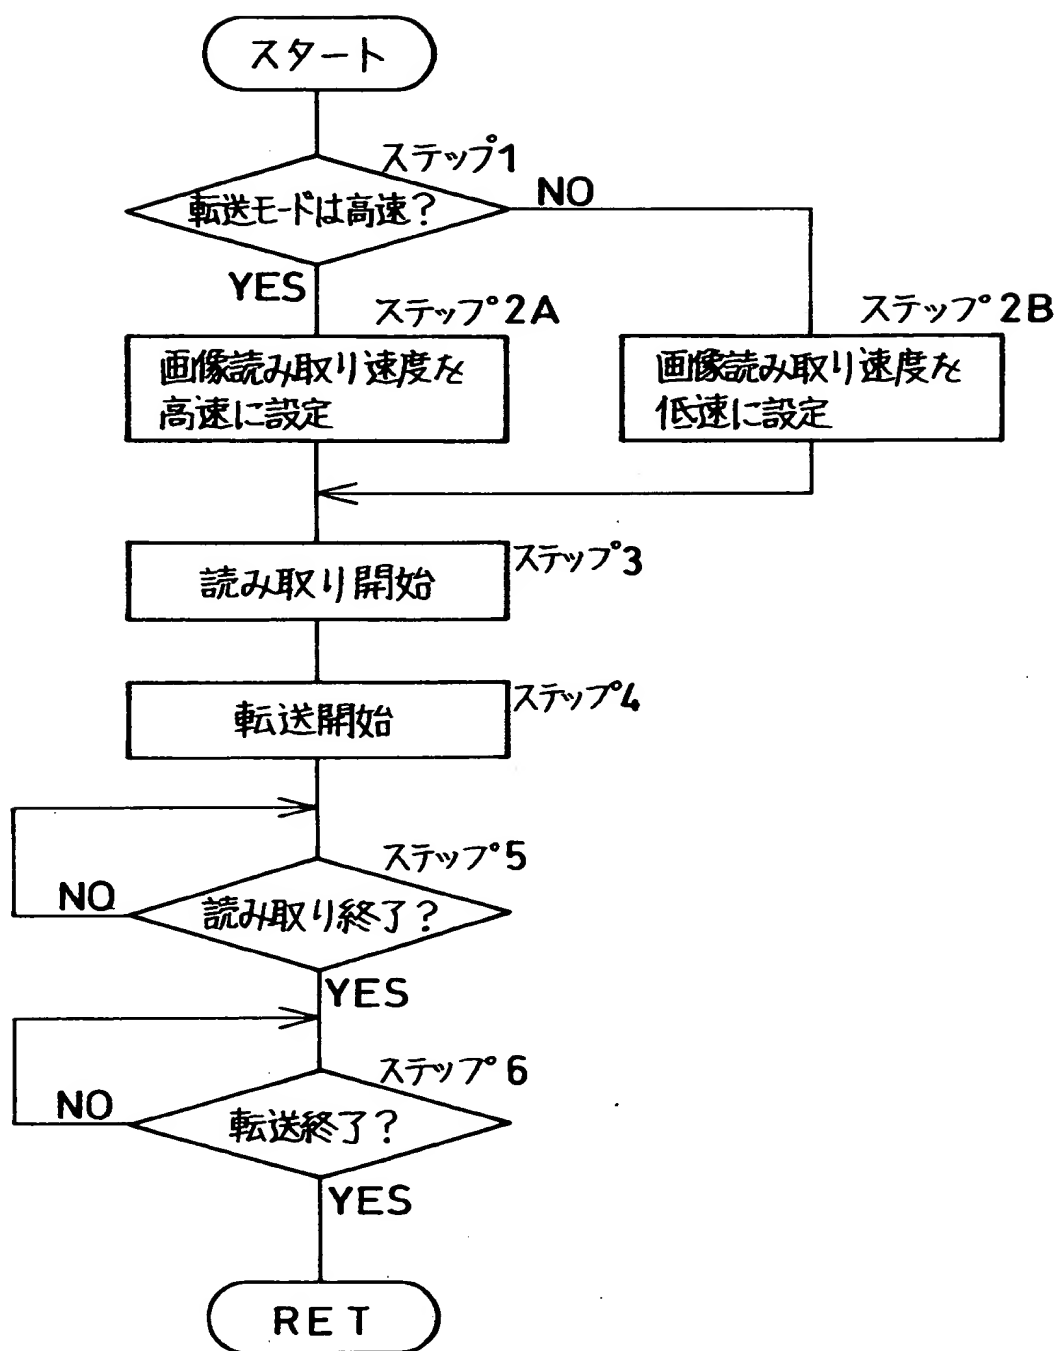 スタート
ステップ1
転送モードは高速?
NO
YES
ステップ2A
ステップ2B
画像読み取り速度を
高速に設定
画像読み取り速度を
低速に設定
ステップ3
読み取り開始
ステップ4
転送開始
ステップ5
NO
読み取り終了?
YES
ステップ6
NO
転送終了?
YES
RET